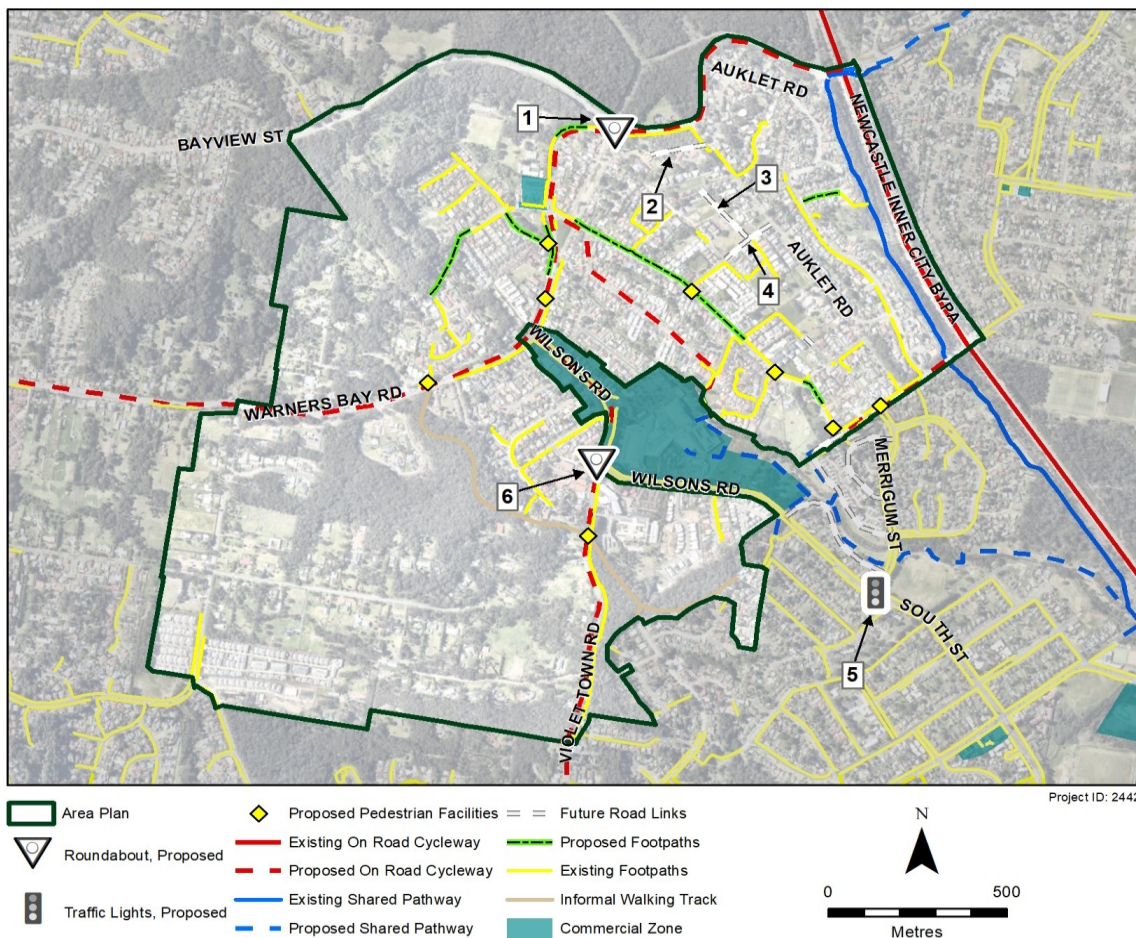 AUKLET RD
1
BAYVIEW ST
NEWCASTLE INNER CITY BYPA
2
3
4
AUKLET RD
WILSONS RD
WARNERS BAY RD
6
WILSONS RD
MERRIGUM ST
SOUTH ST
5
VIOLET TOWN RD
Project ID: 2442
Area Plan
Roundabout, Proposed
Traffic Lights, Proposed
Proposed Pedestrian Facilities
Existing On Road Cycleway
Proposed On Road Cycleway
Existing Shared Pathway
Proposed Shared Pathway
Future Road Links
Proposed Footpaths
Existing Footpaths
Informal Walking Track
Commercial Zone
N
0 500
Metres